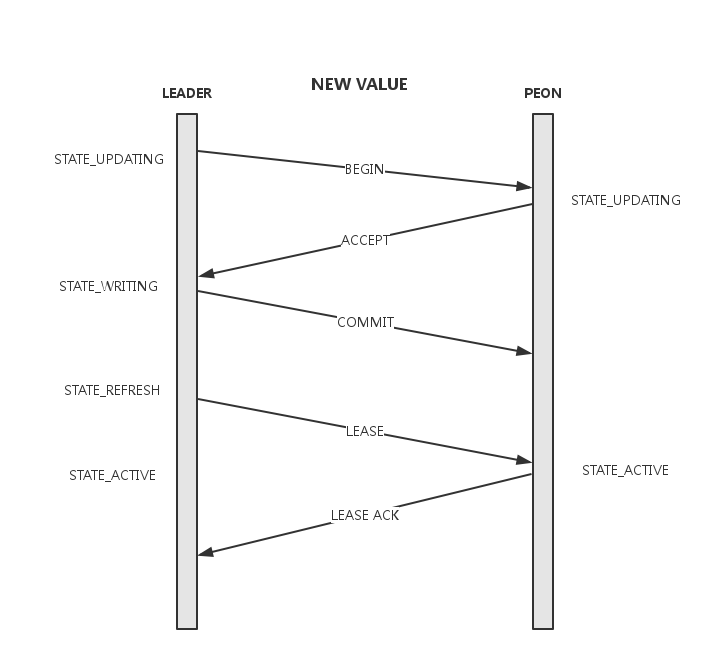 NEW VALUE
LEADER
PEON
STATE_UPDATING
BEGIN
STATE_UPDATING
ACCEPT
STATE_WRITING
COMMIT
STATE_REFRESH
LEASE
STATE_ACTIVE
STATE_ACTIVE
LEASE ACK